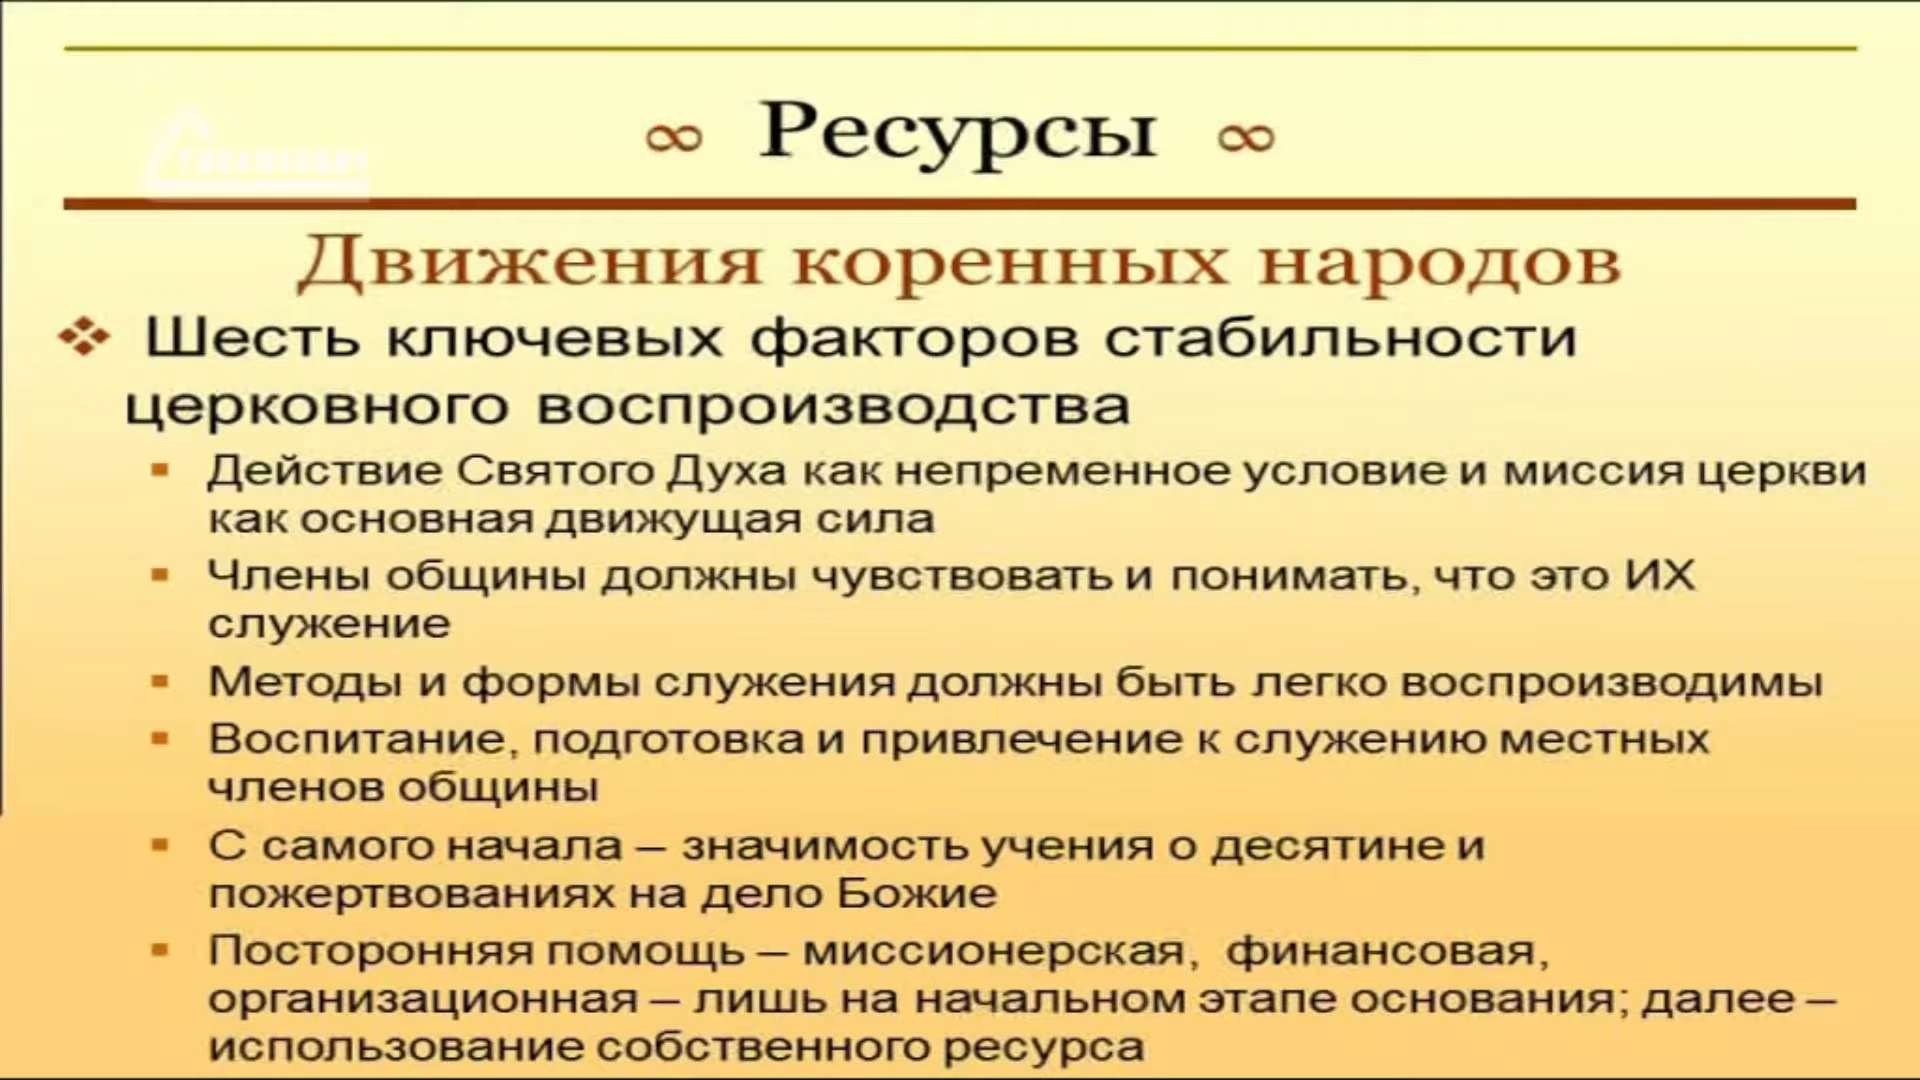 ∞ Ресурсы ∞
Движения коренных народов
❖ Шесть ключевых факторов стабильности
церковного воспроизводства
▪ Действие Святого Духа как непременное условие и миссия церкви
как основная движущая сила
▪ Члены общины должны чувствовать и понимать, что это ИХ
служение
▪ Методы и формы служения должны быть легко воспроизводимы
▪ Воспитание, подготовка и привлечение к служению местных
членов общины
▪ С самого начала – значимость учения о десятине и
пожертвованиях на дело Божие
▪ Посторонняя помощь – миссионерская, финансовая,
организационная – лишь на начальном этапе основания; далее –
использование собственного ресурса